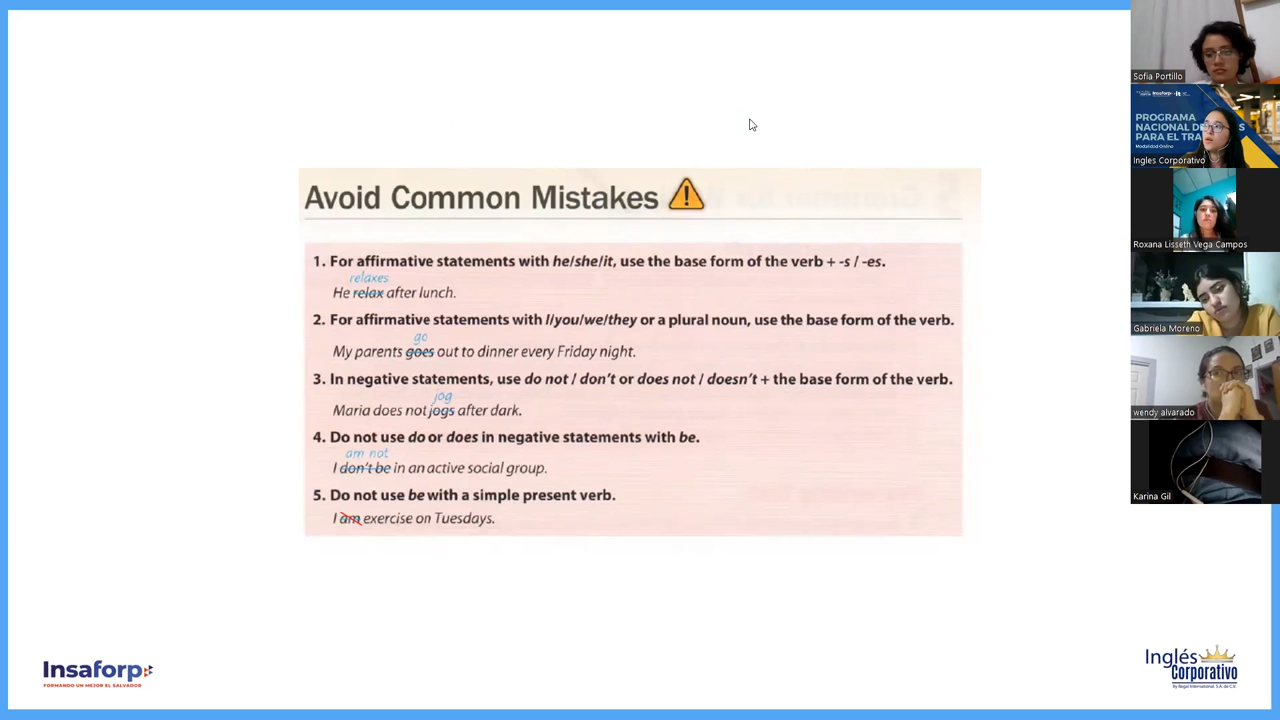 Avoid Common Mistakes
1. For affirmative statements with he/she/it, use the base form of the verb + -s / -es.
relaxes
He relax after lunch.
2. For affirmative statements with I/you/we/they or a plural noun, use the base form of the verb.
go
My parents goes out to dinner every Friday night.
3. In negative statements, use do not / don't or does not / doesn't + the base form of the verb.
jog
Maria does not jogs after dark.
4. Do not use do or does in negative statements with be.
am not
I don't be in an active social group.
5. Do not use be with a simple present verb.
I am exercise on Tuesdays.
Insaforp
FORMANDO UN MEJOR EL SALVADOR
Inglés
Corporativo
By Regal International, S.A. de C.V.
Sofia Portillo
Insaforp
PROGRAMA
NACIONAL DE S
PARA EL TRA
Modalidad Online
Ingles Corporativo
Roxana Lisseth Vega Campos
Gabriela Moreno
wendy alvarado
Karina Gil